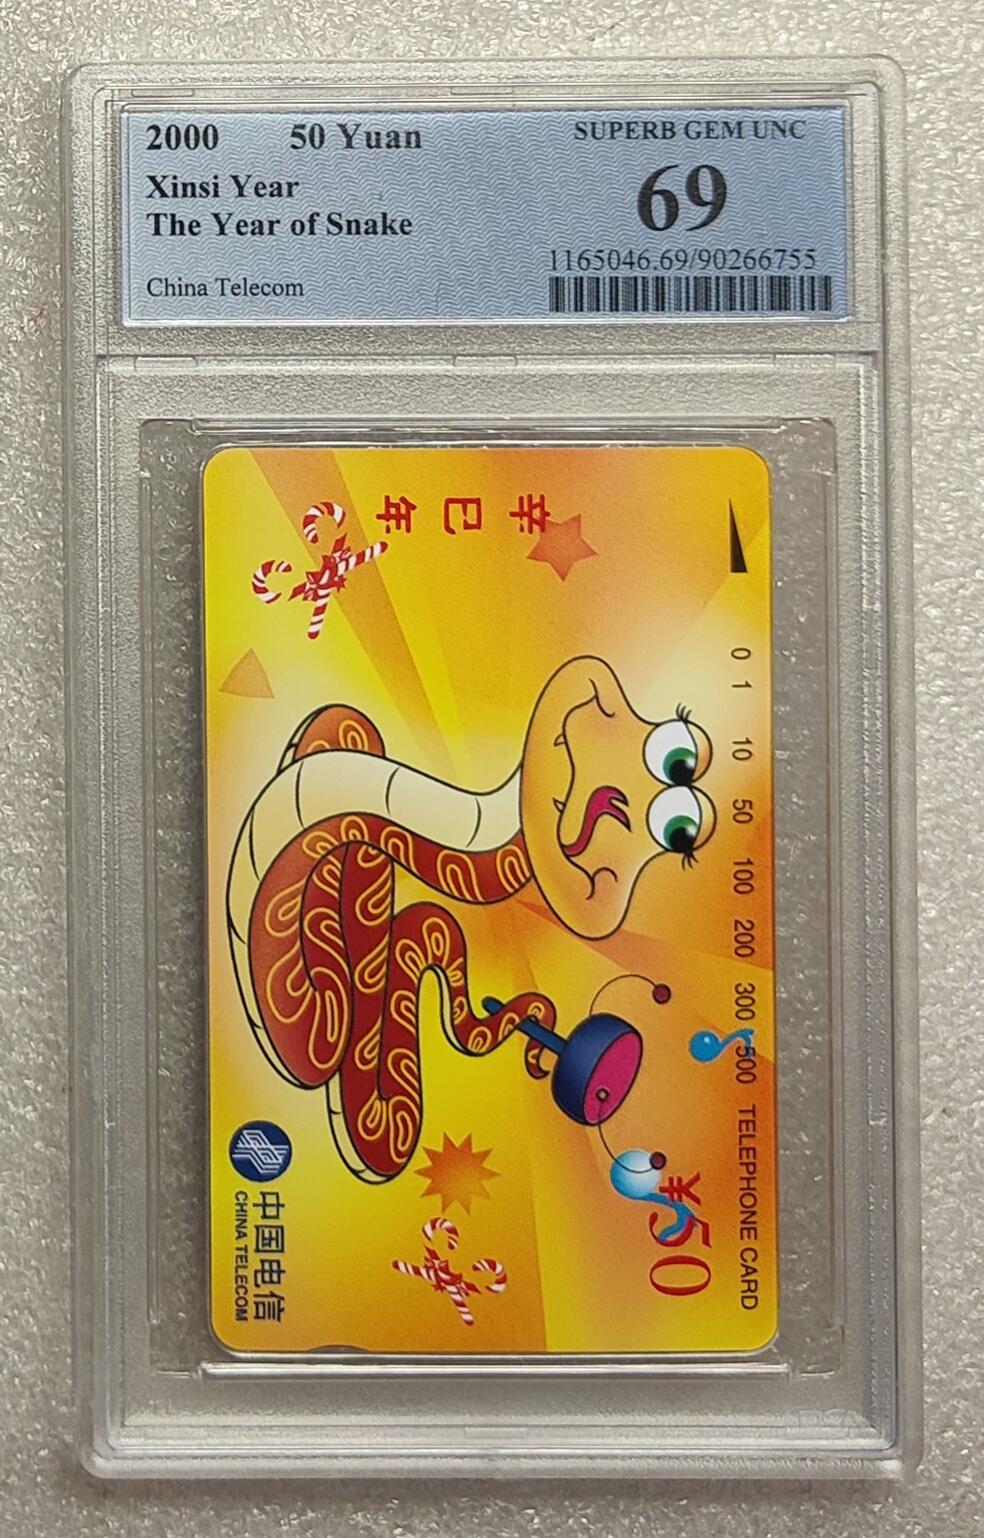 2000 50 Yuan
SUPERB GEM UNC
Xinsi Year
69
The Year of Snake
1165046.69/90266755
China Telecom
0 1 10 50 100 200 300 500 TELEPHONE CARD
辛巳年
¥50
中国电信
CHINA TELECOM